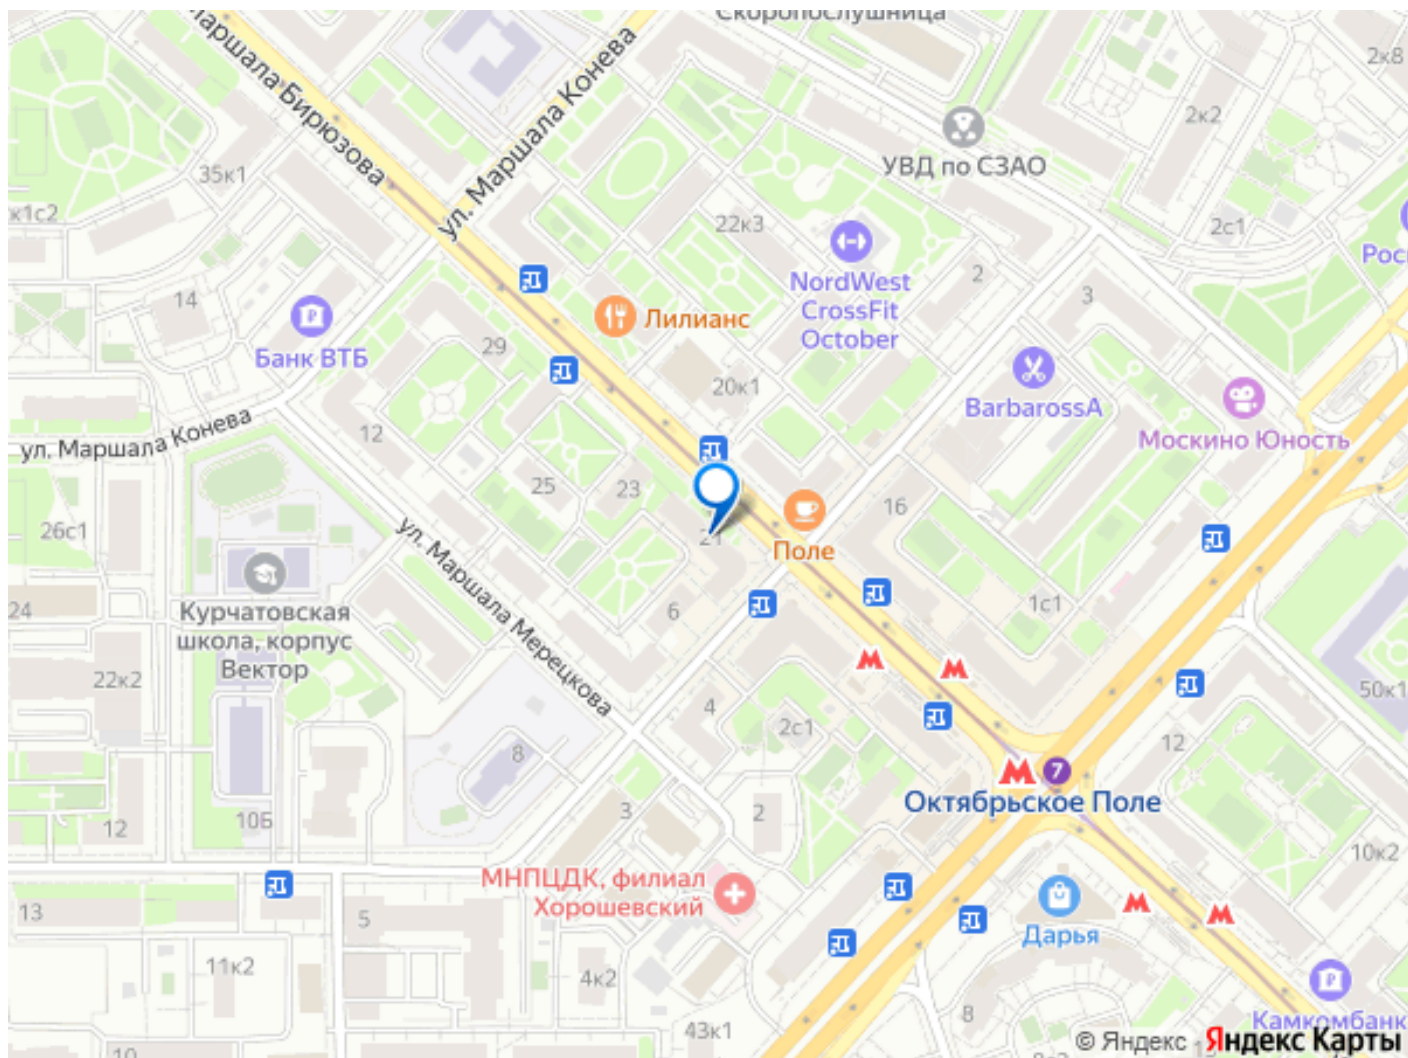 Скоропослушница
2к8
Маршала Бирюзова
ул. Маршала Конева
2к2
УВД по СЗАО
35к1
к1с2
22к3
2с1
NordWest
CrossFit
October
2
3
14
Лилианс
29
Банк ВТБ
20к1
BarbarossA
Москино Юность
ул. Маршала Конева
12
25
23
16
26с1
21
Поле
ул. Маршала Мерецкова
Курчатовская
школа, корпус
Вектор
24
6
1с1
22к2
4
2с1
50к1
12
8
7
Октябрьское Поле
12
10Б
3
2
10к2
МНПЦДК, филиал
Хорошевский
13
5
Дарья
11к2
4к2
8
43к1
Камкомбанк
10
© Яндекс
Яндекс Карты